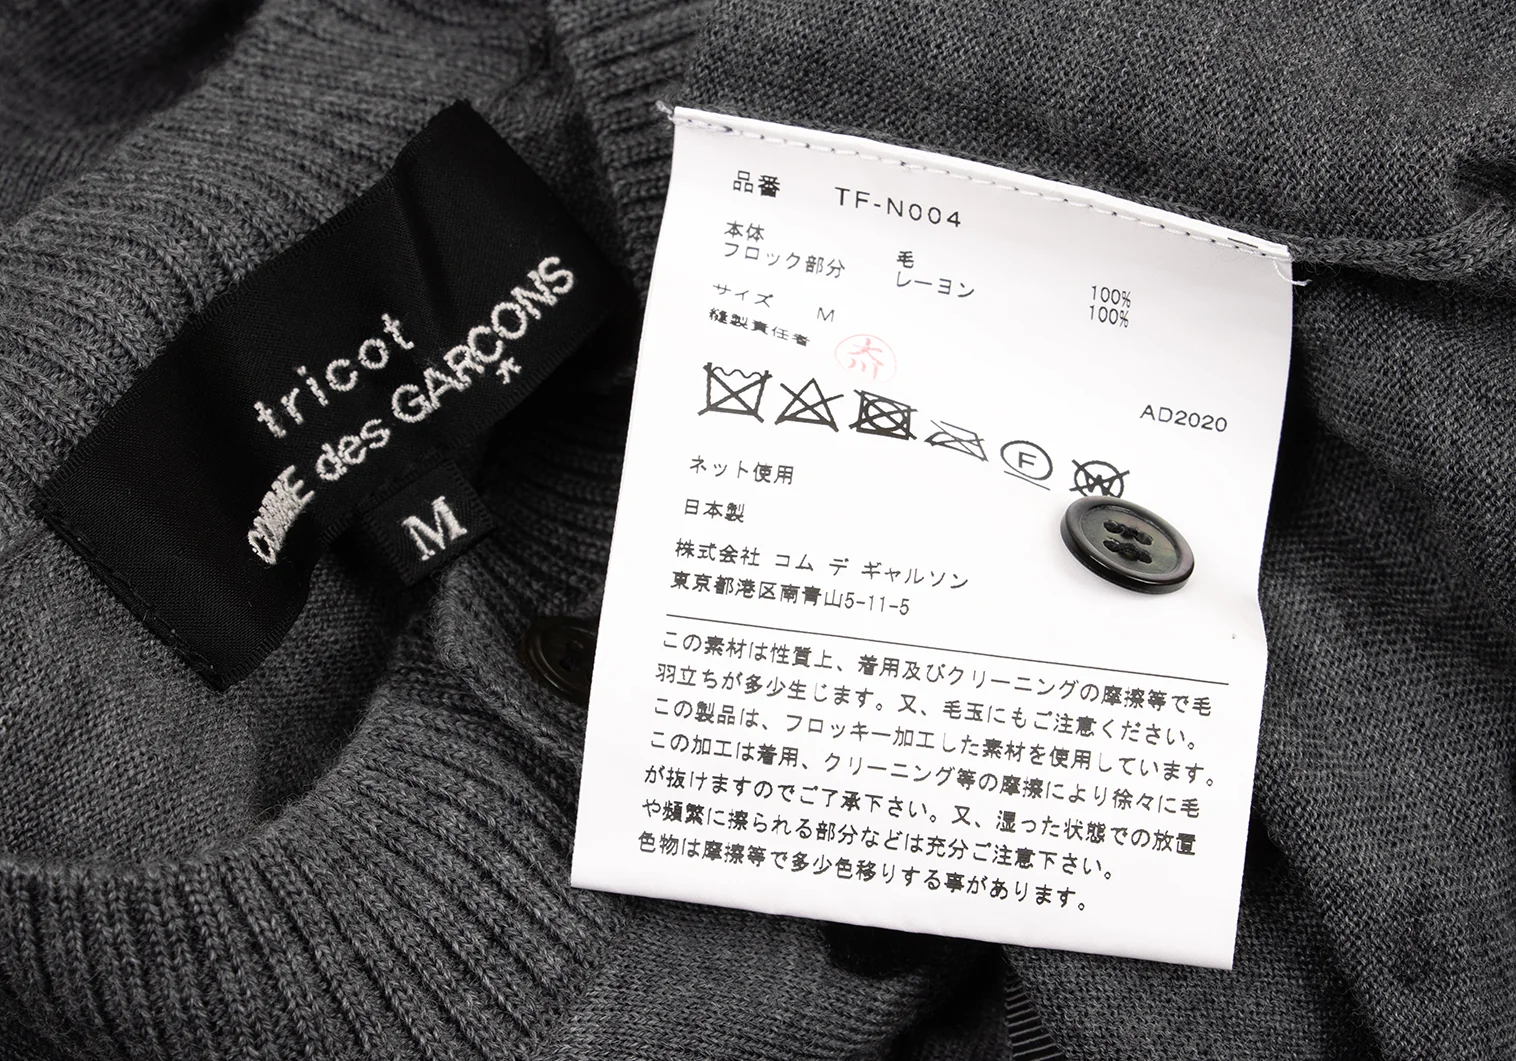 tricot
COMME des GARÇONS
*
M
品番 TF-N004
本体 毛 100%
フロック部分 レーヨン 100%
サイズ M
縫製責任者 大川
AD2020
F
W
ネット使用
日本製
株式会社 コム デ ギャルソン
東京都港区南青山5-11-5
この素材は性質上、着用及びクリーニングの摩擦等で毛
羽立ちが多少生じます。又、毛玉にもご注意ください。
この製品は、フロッキー加工した素材を使用しています。
この加工は着用、クリーニング等の摩擦により徐々に毛
が抜けますのでご了承下さい。又、湿った状態での放置
や頻繁に擦られる部分などは充分ご注意下さい。
色物は摩擦等で多少色移りする事があります。